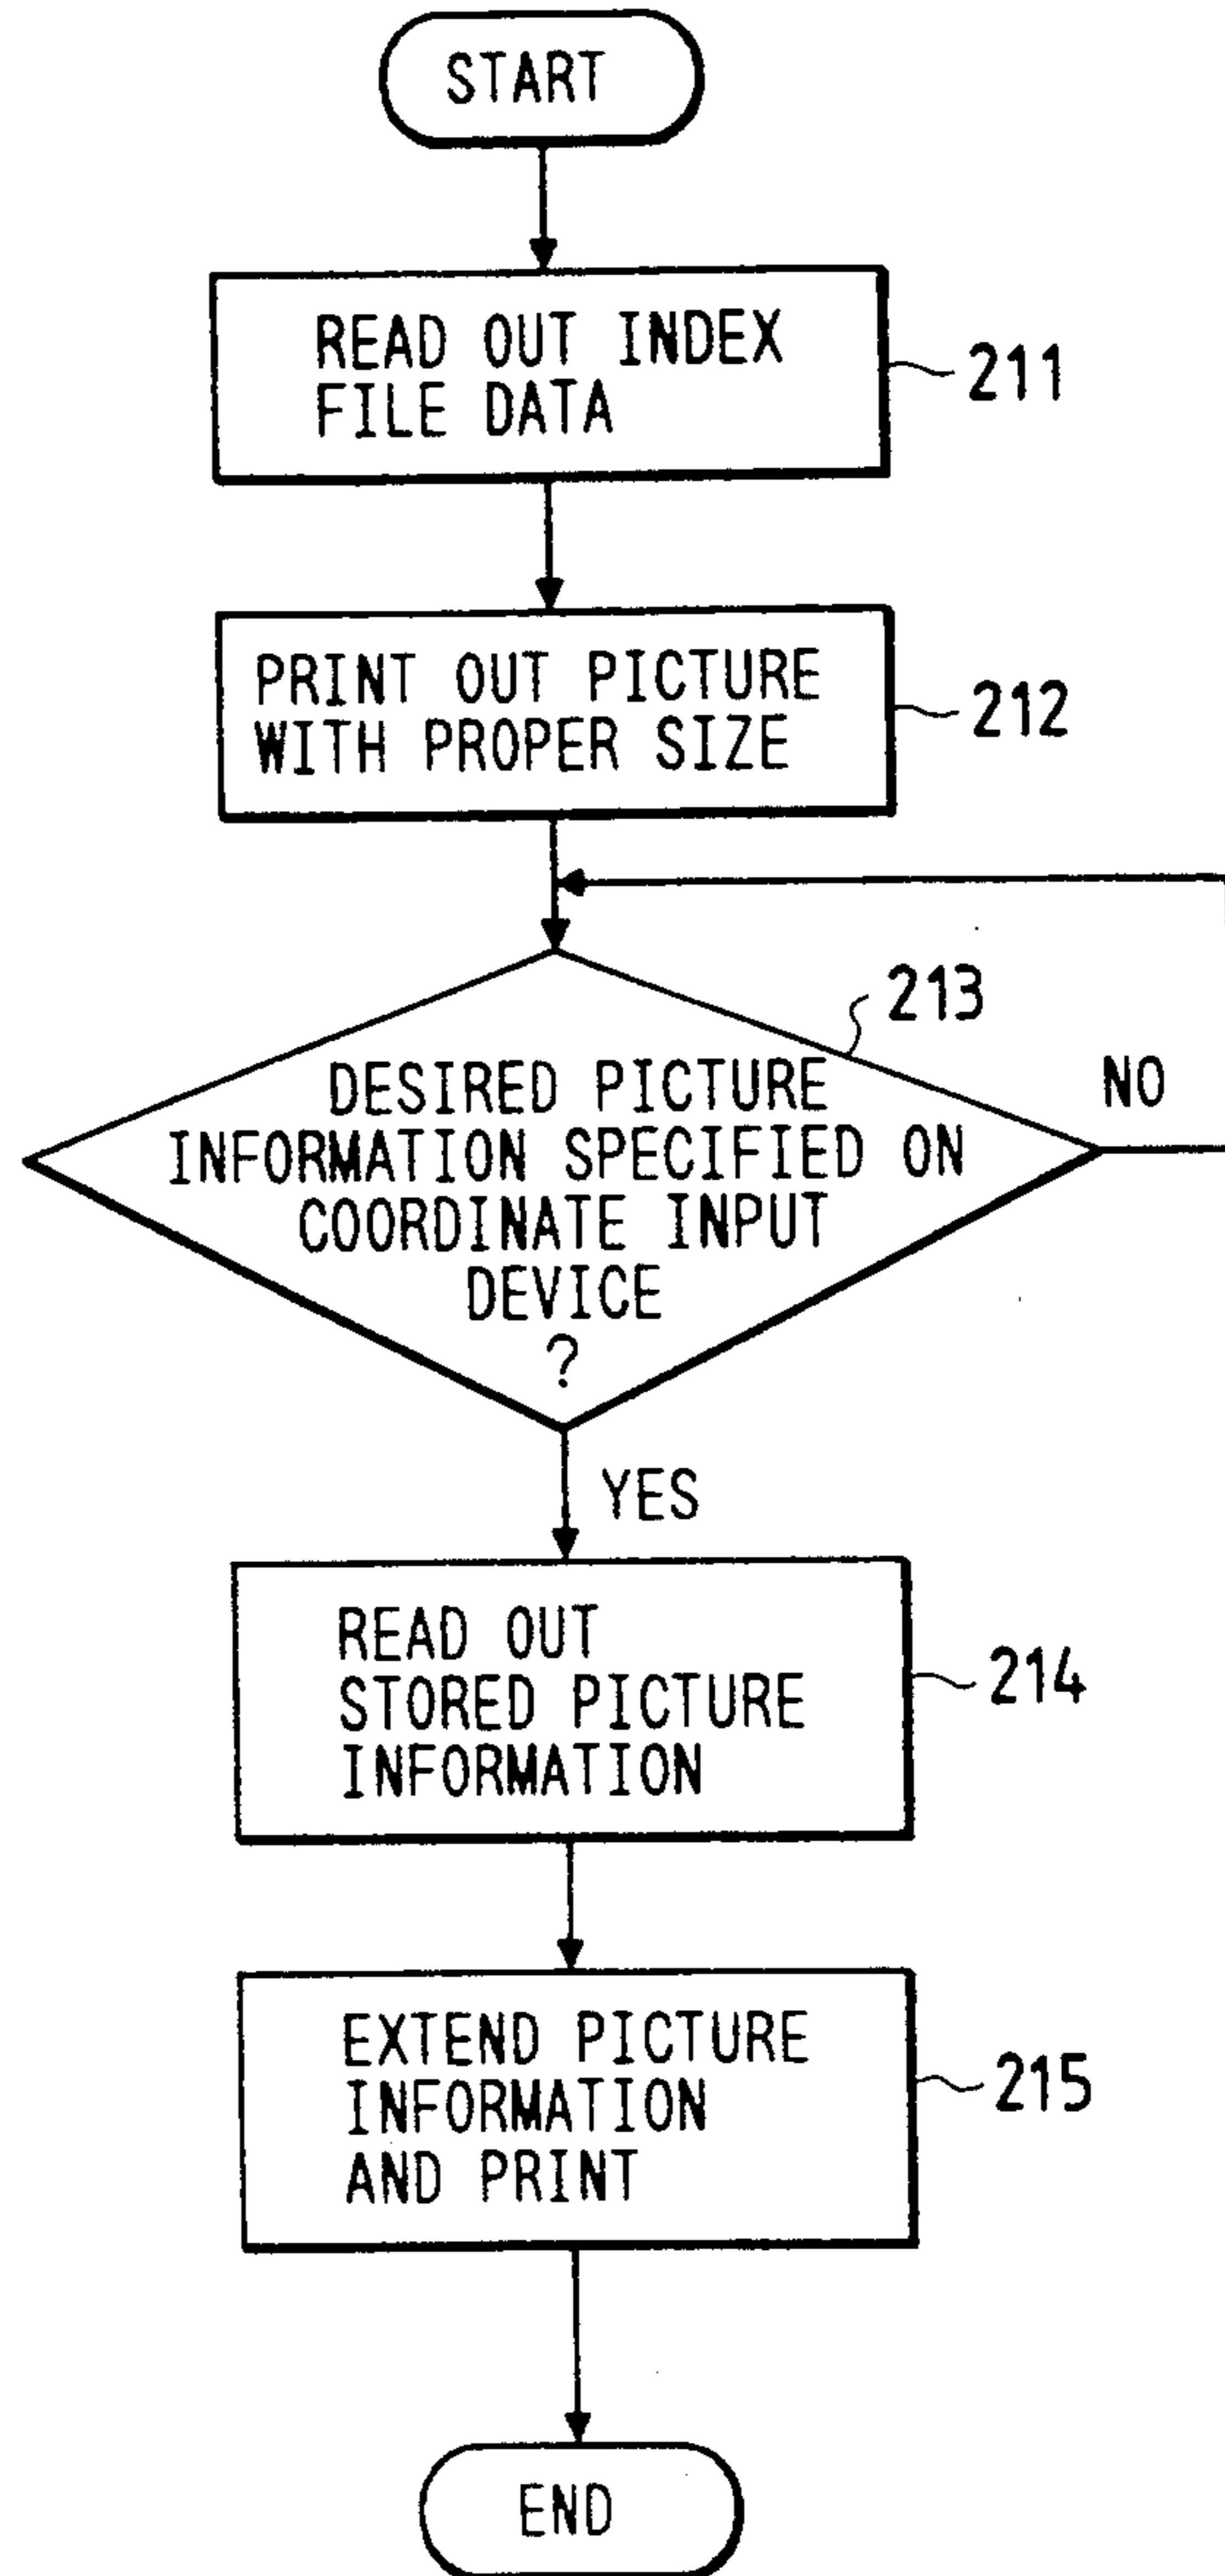 START
READ OUT INDEX
FILE DATA
211
PRINT OUT PICTURE
WITH PROPER SIZE
212
213
DESIRED PICTURE
INFORMATION SPECIFIED ON
COORDINATE INPUT
DEVICE
?
NO
YES
READ OUT
STORED PICTURE
INFORMATION
214
EXTEND PICTURE
INFORMATION
AND PRINT
215
END